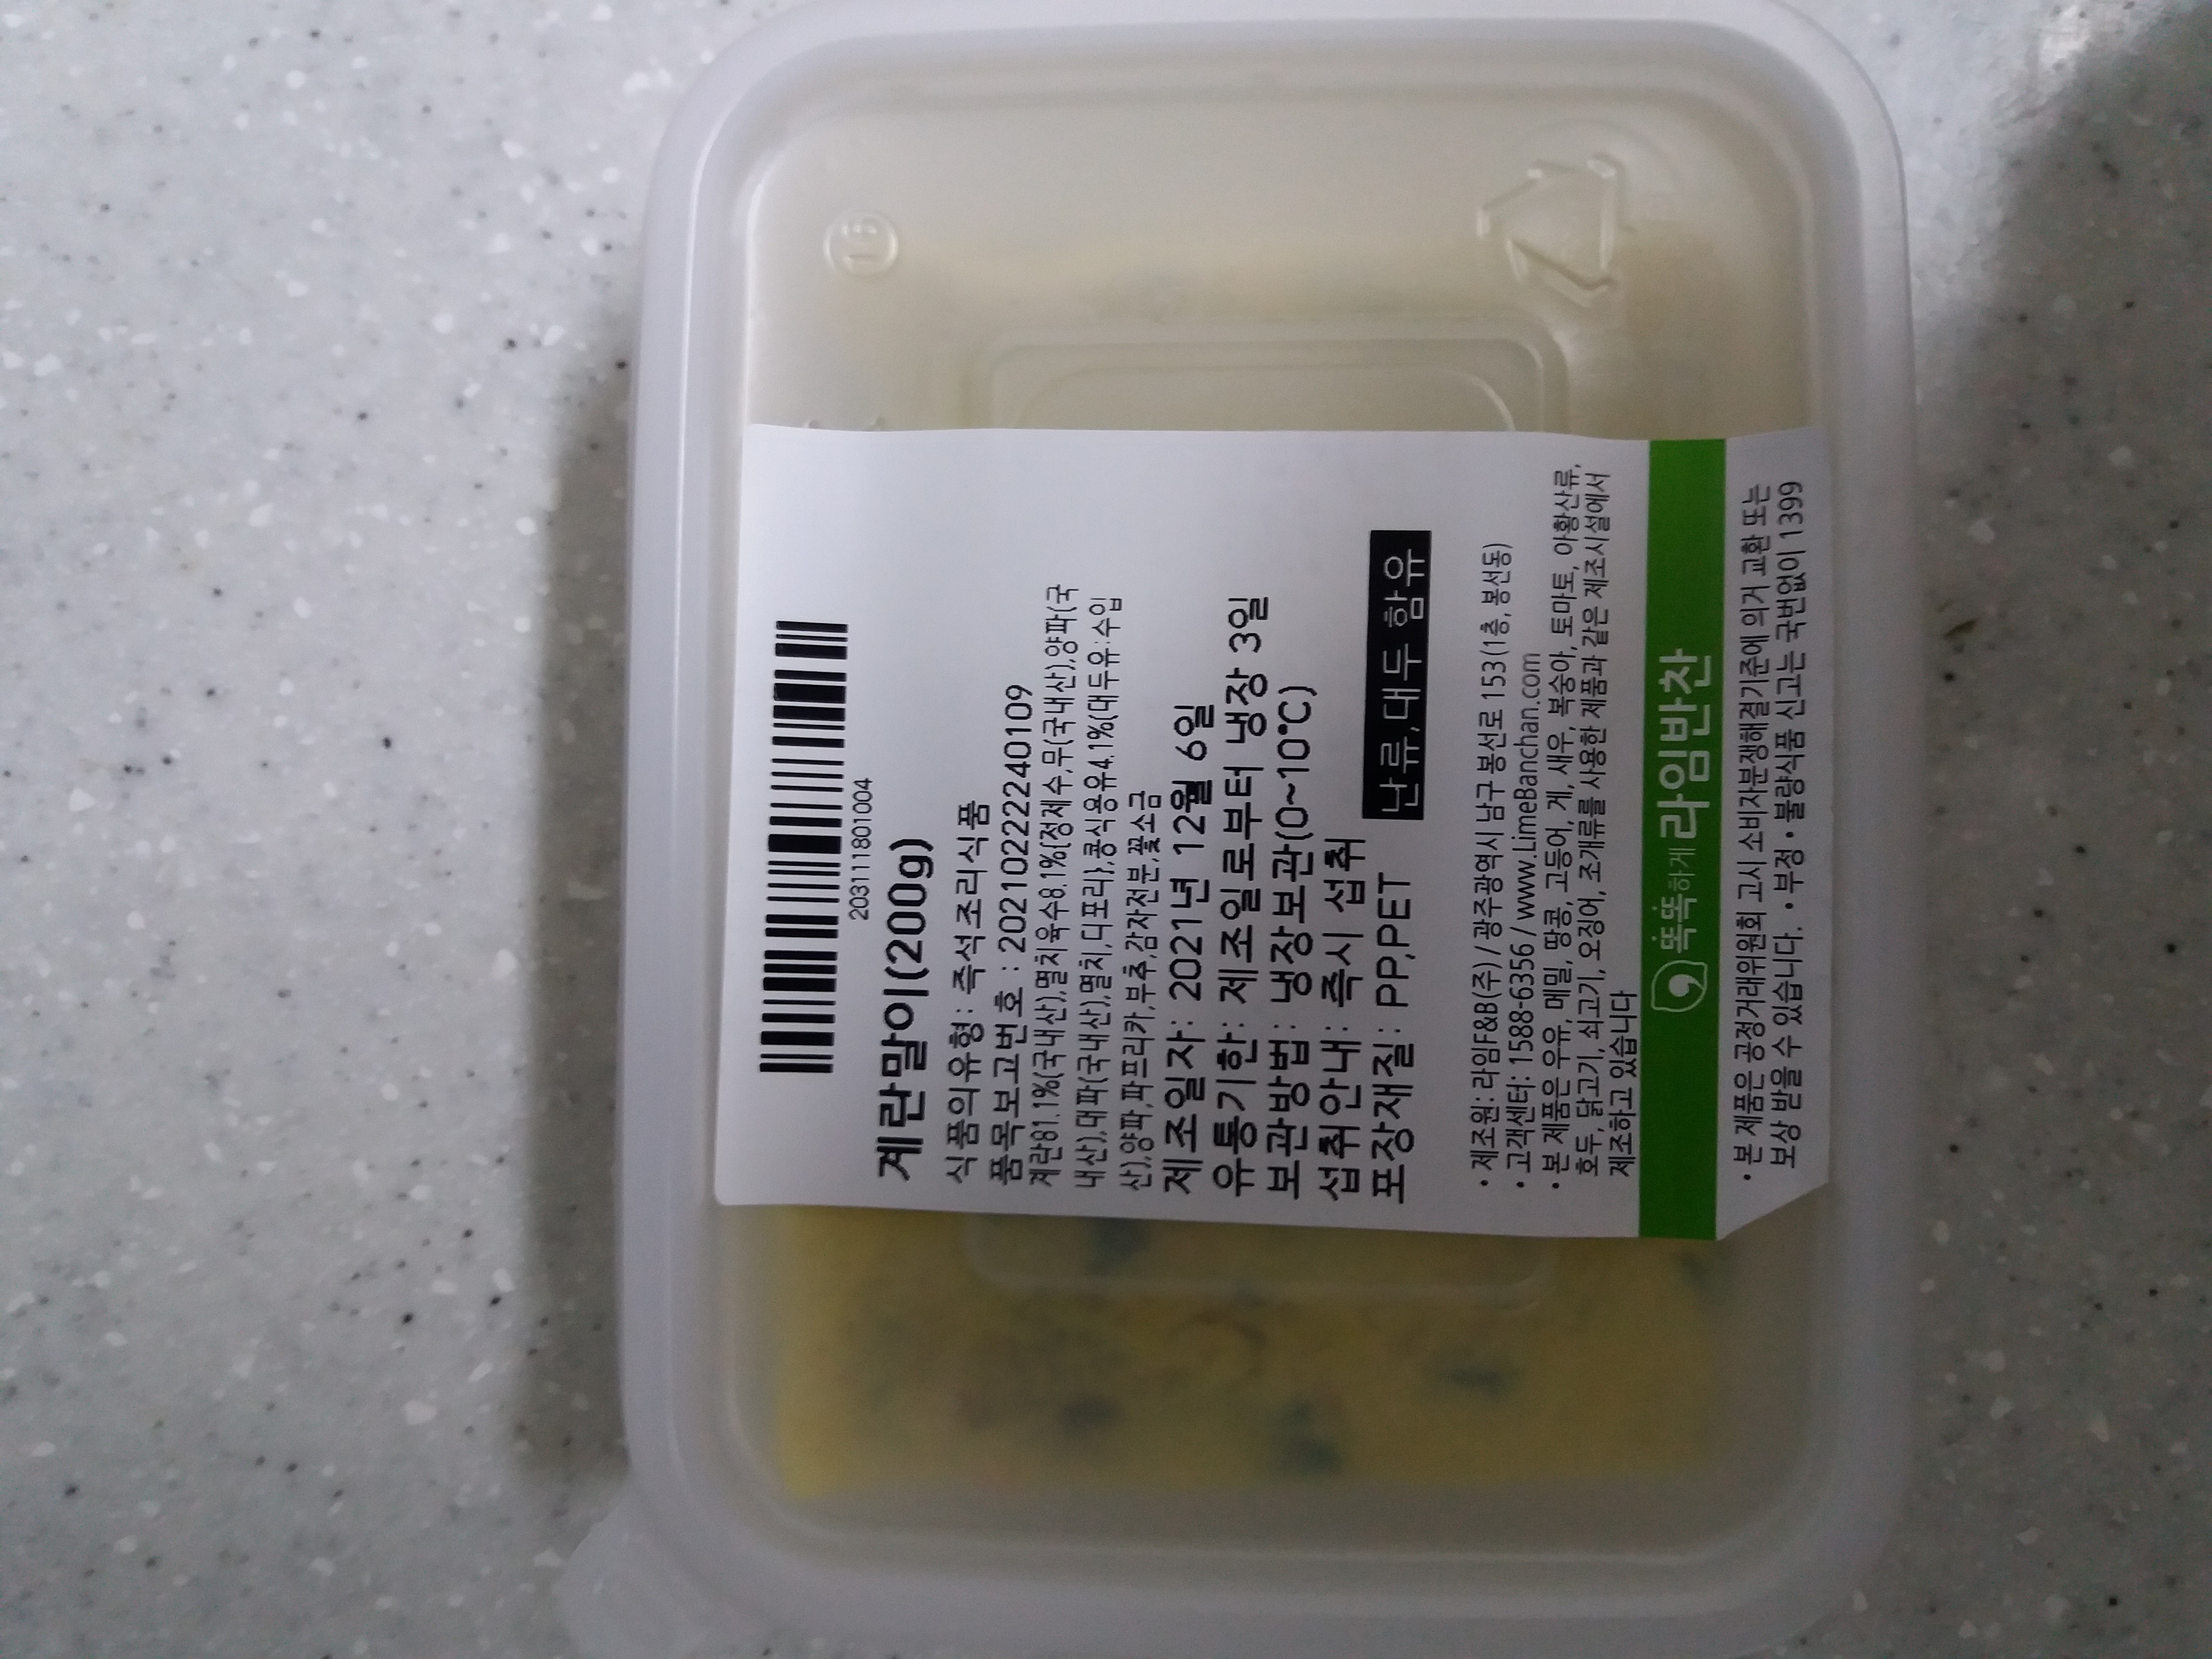 2031111801004
계란말이(200g)
식품의유형: 즉석조리식품
품목보고번호 : 20210222240109
계란81.1%(국내산),멸치육수8.1%(정제수,무(국내산),양파(국
내산),대파(국내산),멸치,디포리),콩식용유4.1%(대두유:수입
산),양파,파프리카,부추,감자전분,꽃소금
제조일자: 2021년 12월 6일
유통기한: 제조일로부터 냉장 3일
보관방법: 냉장보관(0~10℃)
섭취안내: 즉시 섭취
포장재질: PP,PET
난류,대두 함유
• 제조원: 라임F&B(주) / 광주광역시 남구 봉선로 153(1층, 봉선동)
• 고객센터: 1588-6356 / www.LimeBanchan.com
• 본 제품은 우유, 메밀, 땅콩, 고등어, 게, 새우, 복숭아, 토마토, 아황산류,
호두, 닭고기, 쇠고기, 오징어, 조개류를 사용한 제품과 같은 제조시설에서
제조하고 있습니다
똑똑하게 라임반찬
• 본 제품은 공정거래위원회 고시 소비자분쟁해결기준에 의거 교환 또는
보상 받을 수 있습니다. • 부정 • 불량식품 신고는 국번없이 1399